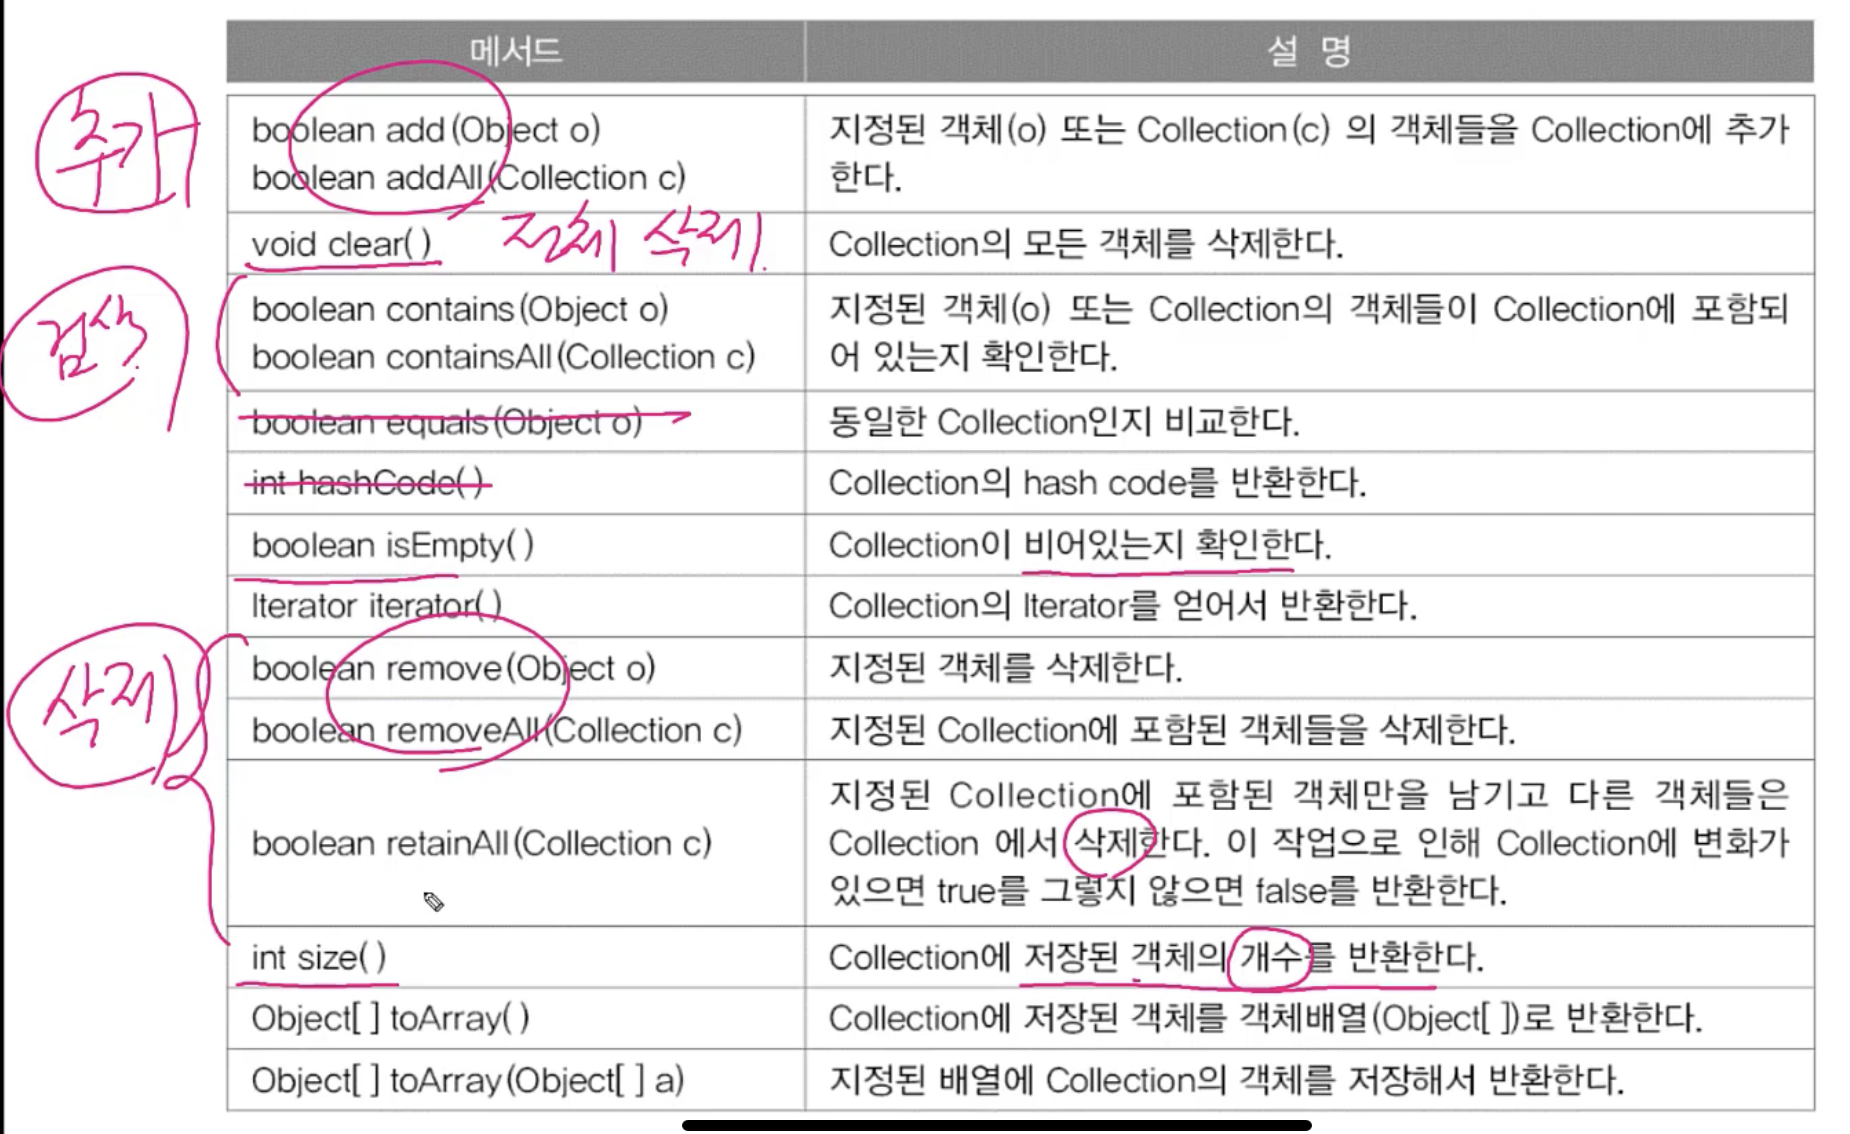 메서드
설 명
추가
boolean add(Object o)
boolean addAll(Collection c)
지정된 객체(o) 또는 Collection(c) 의 객체들을 Collection에 추가
한다.
void clear()
전체 삭제.
Collection의 모든 객체를 삭제한다.
검색
boolean contains(Object o)
boolean containsAll(Collection c)
지정된 객체(o) 또는 Collection의 객체들이 Collection에 포함되
어 있는지 확인한다.
boolean equals(Object o)
동일한 Collection인지 비교한다.
int hashCode()
Collection의 hash code를 반환한다.
boolean isEmpty()
Collection이 비어있는지 확인한다.
Iterator iterator()
Collection의 Iterator를 얻어서 반환한다.
삭제
boolean remove(Object o)
지정된 객체를 삭제한다.
boolean removeAll(Collection c)
지정된 Collection에 포함된 객체들을 삭제한다.
boolean retainAll(Collection c)
지정된 Collection에 포함된 객체만을 남기고 다른 객체들은
Collection 에서 삭제한다. 이 작업으로 인해 Collection에 변화가
있으면 true를 그렇지 않으면 false를 반환한다.
int size()
Collection에 저장된 객체의 개수를 반환한다.
Object[ ] toArray()
Collection에 저장된 객체를 객체배열(Object[ ])로 반환한다.
Object[ ] toArray(Object[ ] a)
지정된 배열에 Collection의 객체를 저장해서 반환한다.